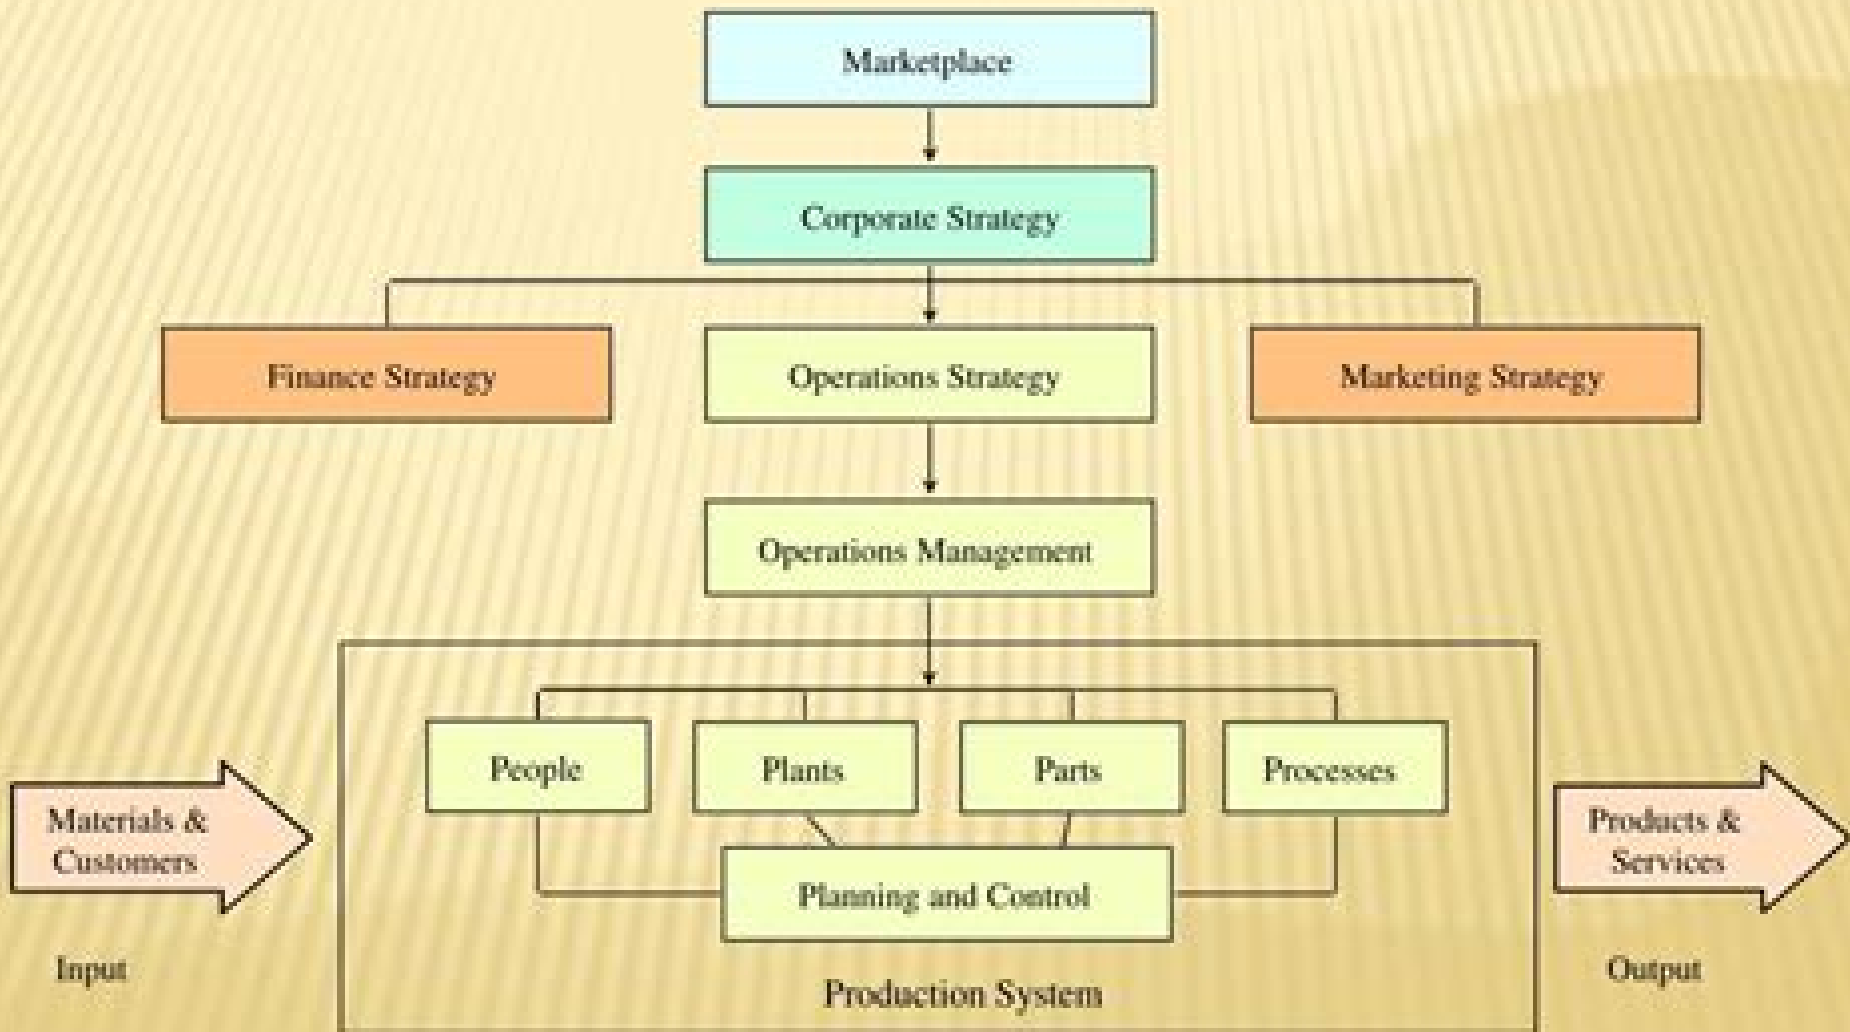 Marketplace
Corporate Strategy
Finance Strategy
Operations Strategy
Marketing Strategy
Operations Management
People
Plants
Parts
Processes
Materials &
Customers
Products &
Services
Planning and Control
Input
Output
Production System